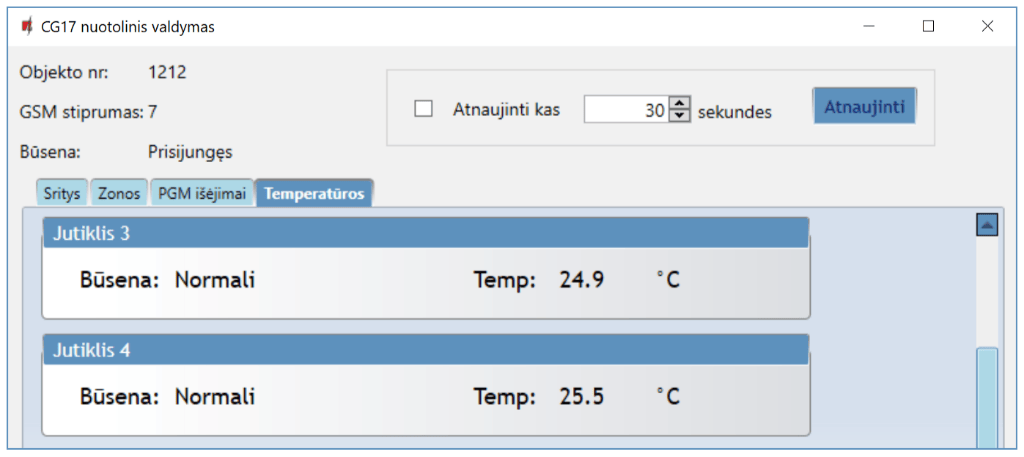 CG17 nuotolinis valdymas
Objekto nr: 1212
GSM stiprumas: 7
Būsena: Prisijungęs
Atnaujinti kas 30 sekundes Atnaujinti
Sritys Zonos PGM išėjimai Temperatūros
Jutiklis 3
Būsena: Normali Temp: 24.9 °C
Jutiklis 4
Būsena: Normali Temp: 25.5 °C